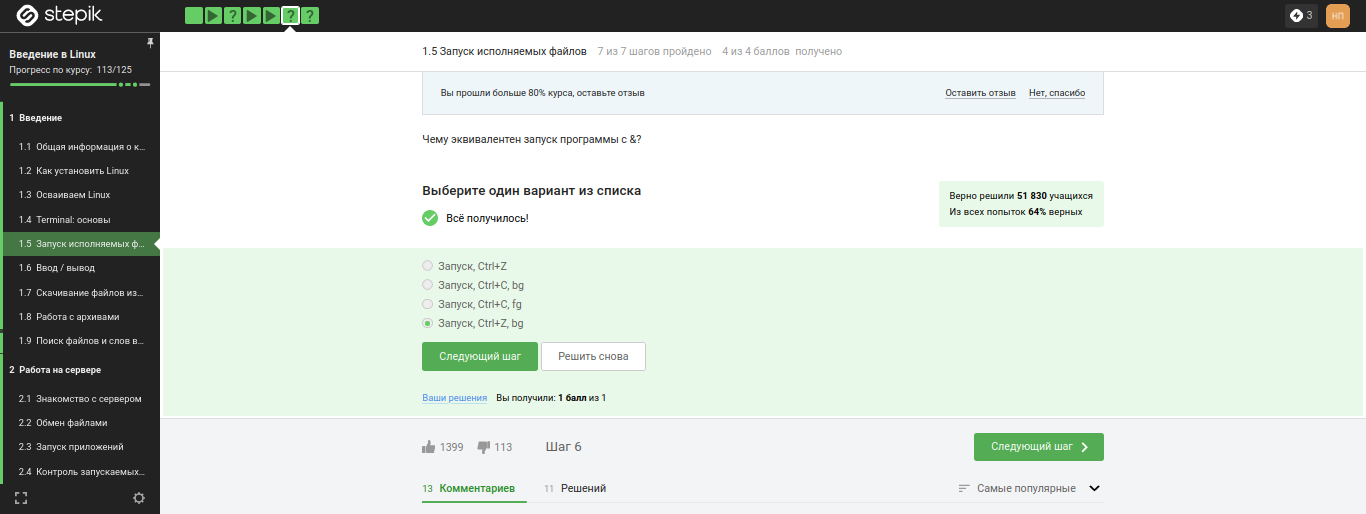 stepik
? ? ?
3
НП
Введение в Linux
Прогресс по курсу: 113/125
1 Введение
1.1 Общая информация о к...
1.2 Как установить Linux
1.3 Осваиваем Linux
1.4 Terminal: основы
1.5 Запуск исполняемых ф...
1.6 Ввод / вывод
1.7 Скачивание файлов из...
1.8 Работа с архивами
1.9 Поиск файлов и слов в...
2 Работа на сервере
2.1 Знакомство с сервером
2.2 Обмен файлами
2.3 Запуск приложений
2.4 Контроль запускаемых...
1.5 Запуск исполняемых файлов 7 из 7 шагов пройдено 4 из 4 баллов получено
Вы прошли больше 80% курса, оставьте отзыв Оставить отзыв Нет, спасибо
Чему эквивалентен запуск программы с &?
Выберите один вариант из списка
Всё получилось!
Верно решили 51 830 учащихся
Из всех попыток 64% верных
Запуск, Ctrl+Z
Запуск, Ctrl+C, bg
Запуск, Ctrl+C, fg
Запуск, Ctrl+Z, bg
Следующий шаг Решить снова
Ваши решения Вы получили: 1 балл из 1
1399 113 Шаг 6 Следующий шаг
13 Комментариев 11 Решений Самые популярные